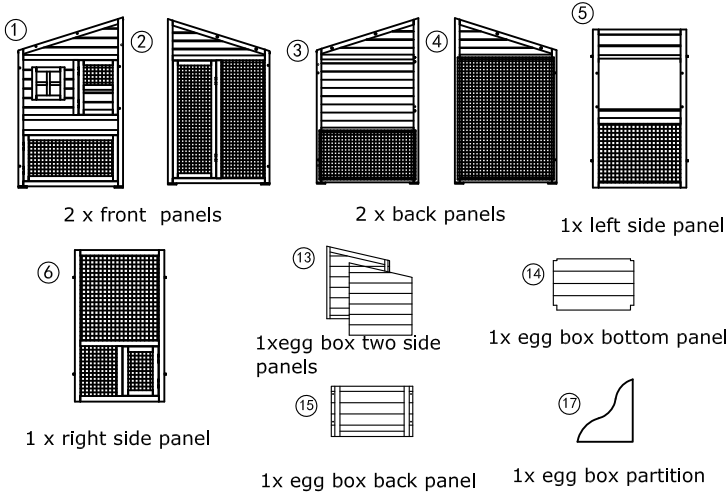 1
2
3
4
5
2 x front panels
2 x back panels
1x left side panel
6
13
14
1xegg box two side
panels
1x egg box bottom panel
15
17
1 x right side panel
1x egg box back panel
1x egg box partition